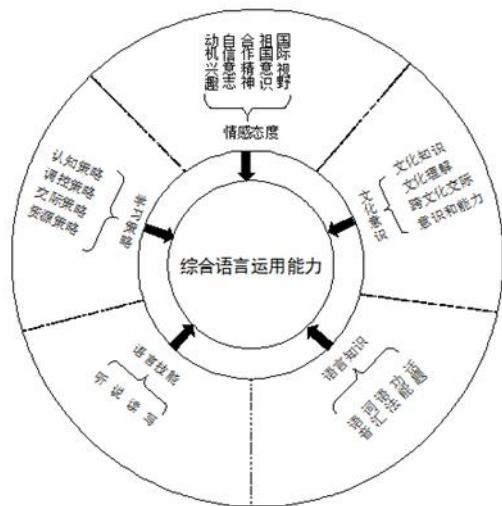 动机兴趣
自信意志
合作精神
祖国意识
国际视野
情感态度
认知策略
调控策略
交际策略
资源策略
学习策略
文化知识
文化理解
跨文化交际
意识和能力
文化意识
综合语言运用能力
语言技能
听 说 读 写
语言知识
语音
词汇
语法
功能
话题